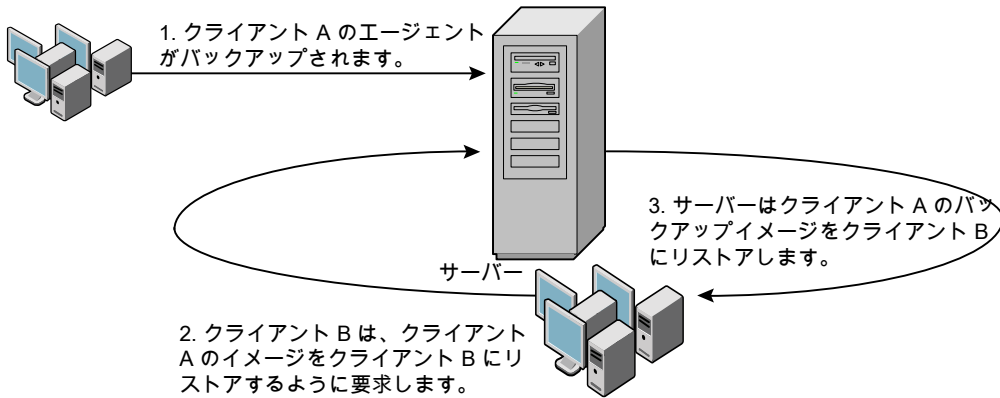 1. クライアント A のエージェント
がバックアップされます。
3. サーバーはクライアント A のバッ
クアップイメージをクライアント B
にリストアします。
サーバー
2. クライアント B は、クライアント
A のイメージをクライアント B にリ
ストアするように要求します。